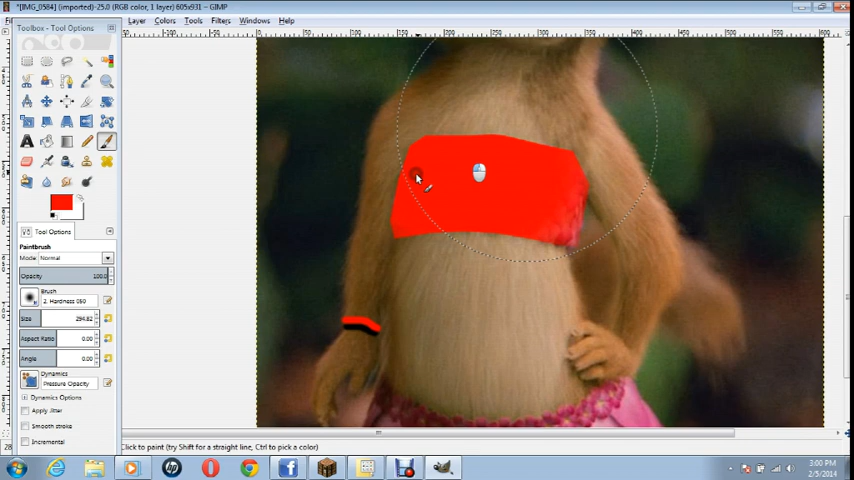 *[IMG_0584] (imported)-25.0 (RGB color, 1 layer) 605x931 – GIMP
Layer Colors Tools Filters Windows Help
Toolbox - Tool Options
Tool Options
Paintbrush
Mode: Normal
Opacity 100.0
Brush
2. Hardness 050
Size 294.82
Aspect Ratio 0.00
Angle 0.00
Dynamics
Pressure Opacity
Dynamics Options
Apply Jitter
Smooth stroke
Incremental
Click to paint (try Shift for a straight line, Ctrl to pick a color)
3:00 PM
2/5/2014